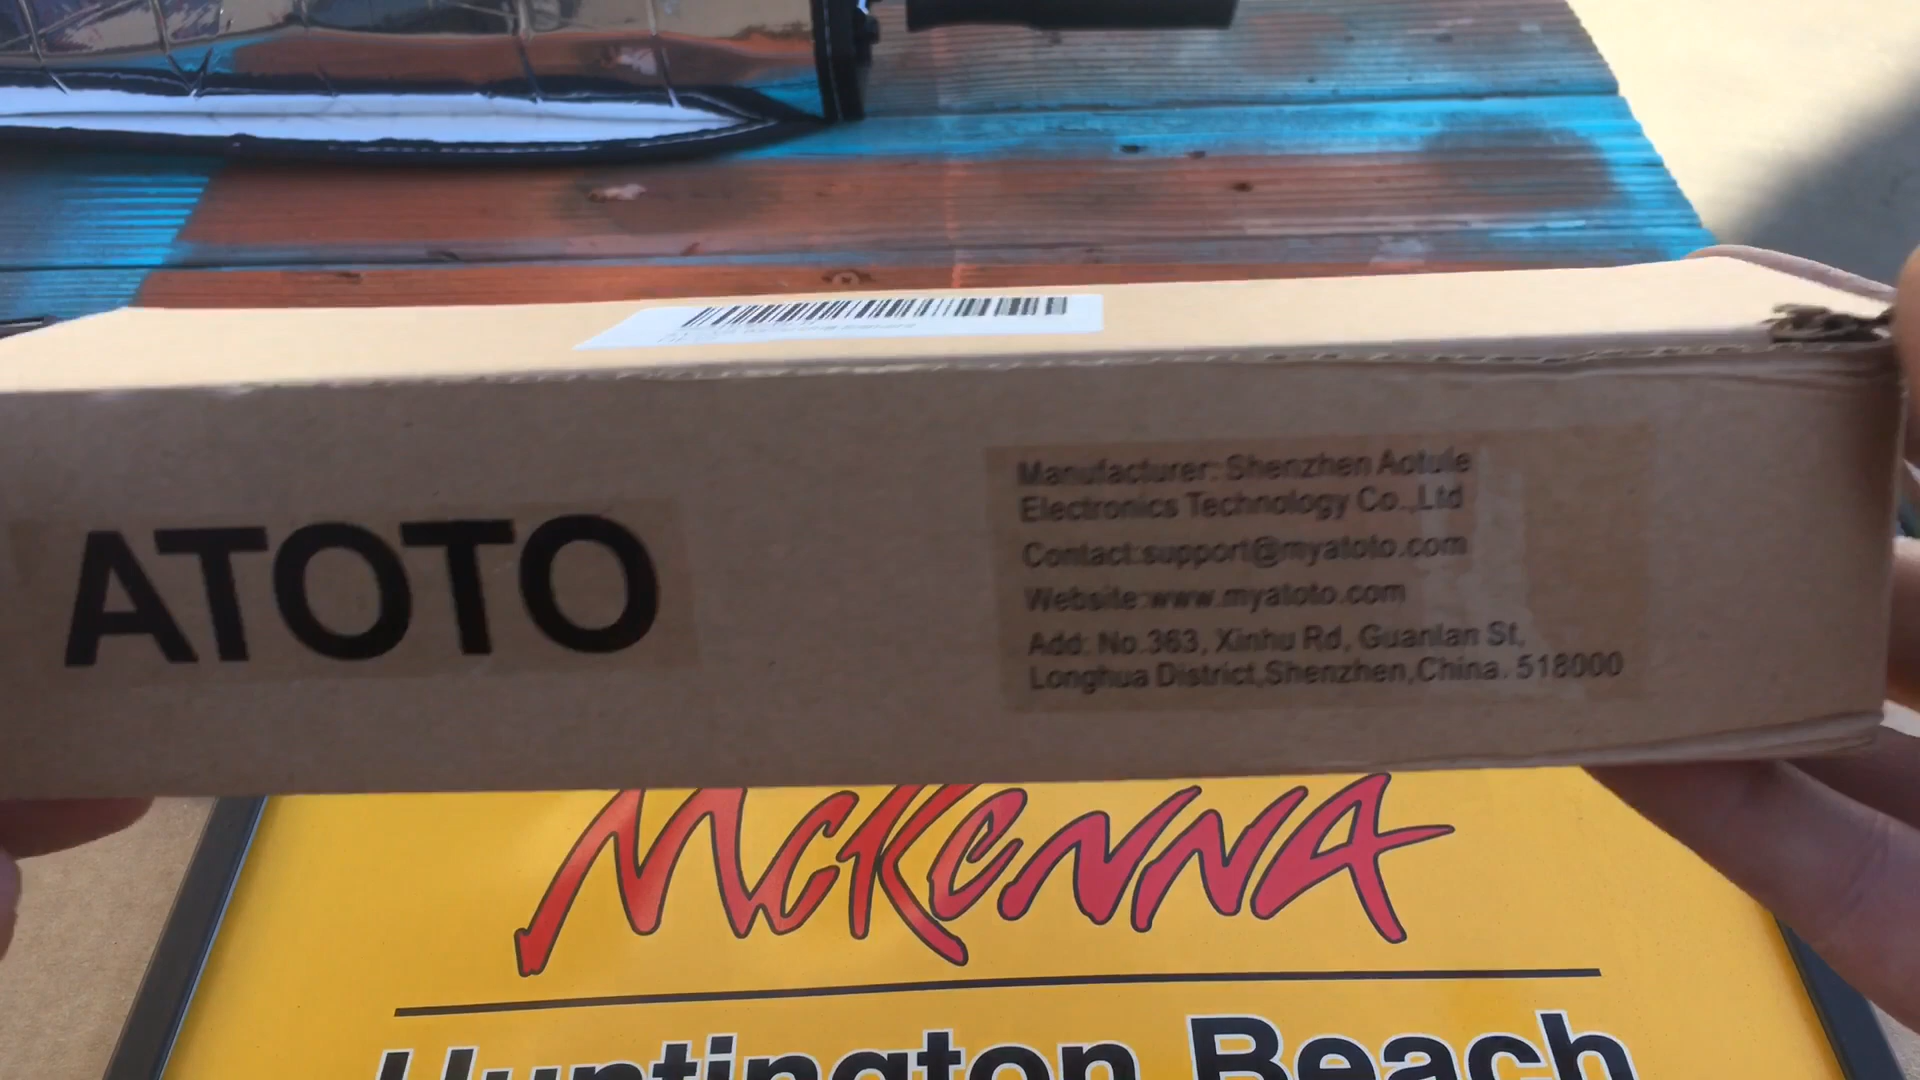 ATOTO
Manufacturer: Shenzhen Aotule
Electronics Technology Co.,Ltd
Contact:support@myatoto.com
Website:www.myatoto.com
Add: No.363, Xinhu Rd, Guanlan St,
Longhua District,Shenzhen,China. 518000
McKenna
Huntington Beach